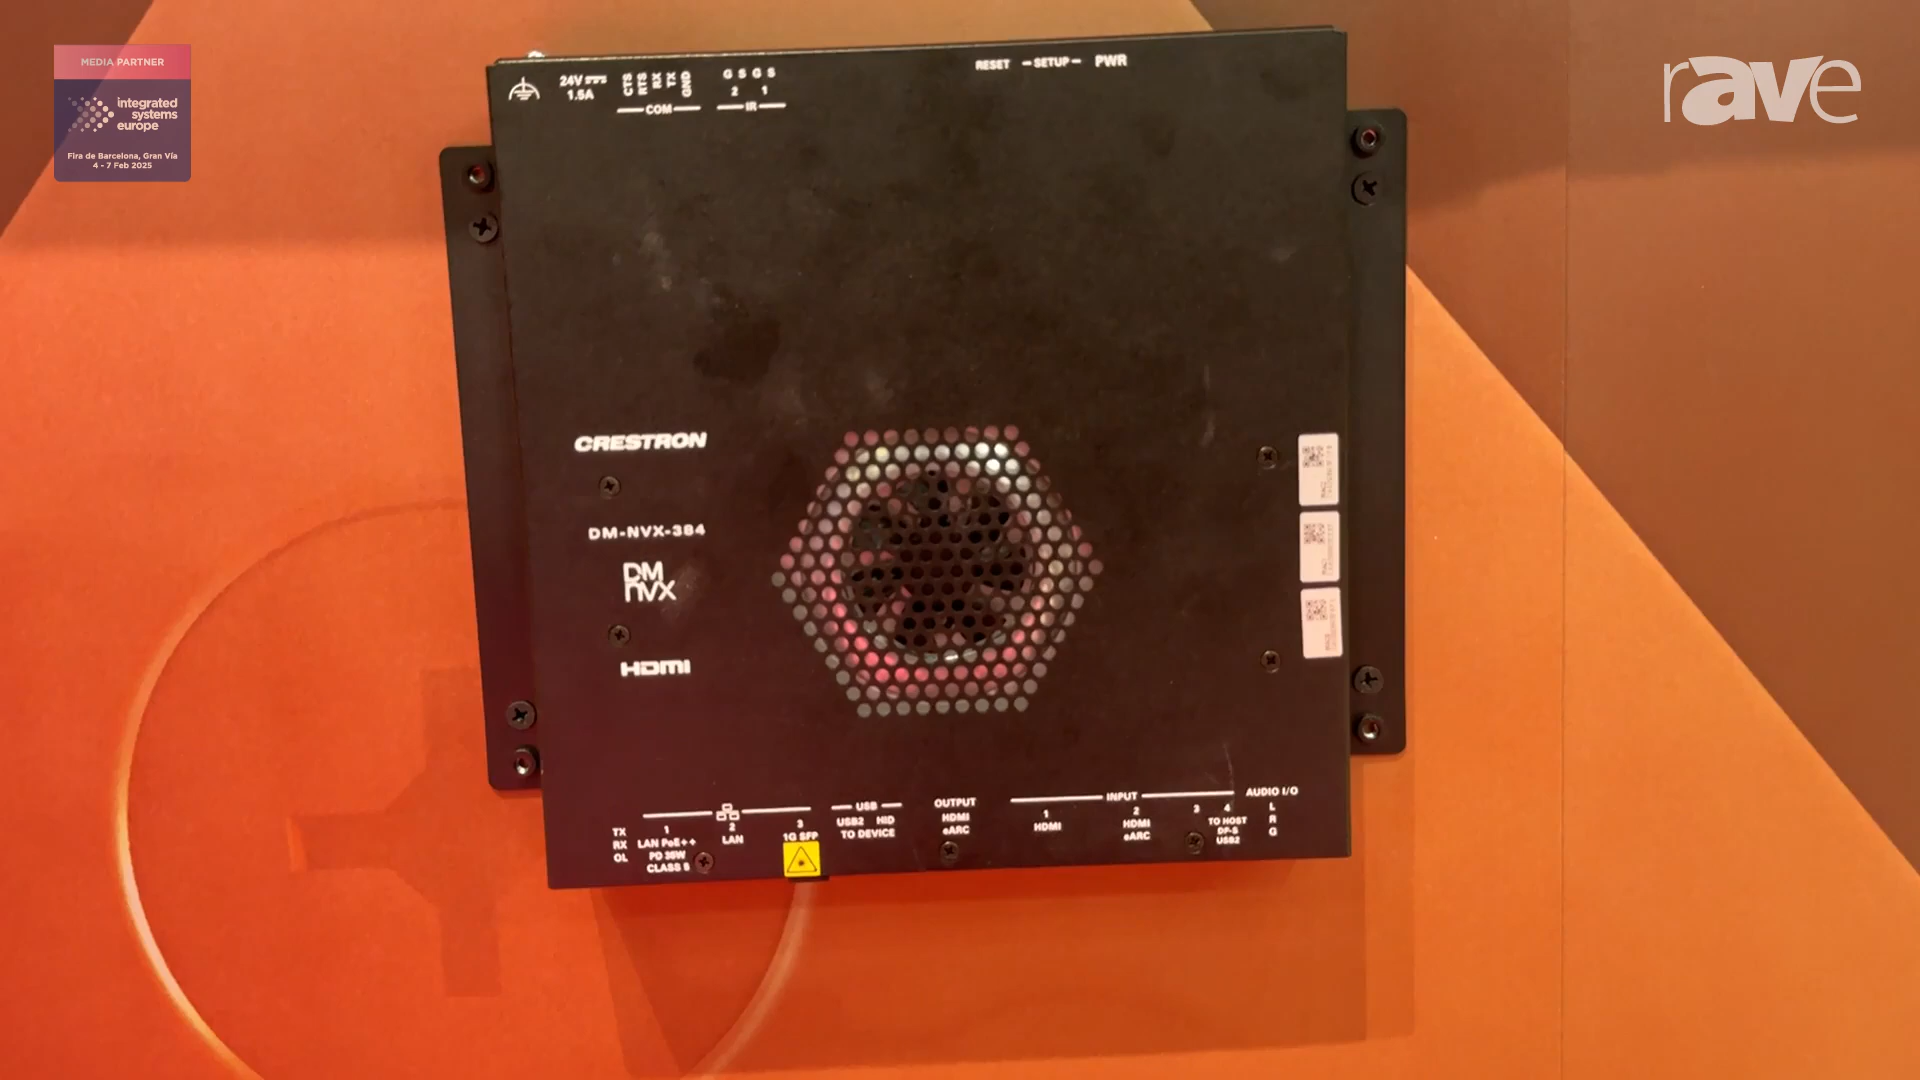 MEDIA PARTNER
integrated
systems
europe
Fira de Barcelona, Gran Vía
4 - 7 Feb 2025
rave
24V
1.5A
CTS
RTS
RX
TX
GND
COM
G S G S
2 1
IR
RESET
SETUP
PWR
CRESTRON
DM-NVX-384
DM
NVX
HDMI
TX
RX
OL
1
LAN PoE++
PD 35W
CLASS 6
2
LAN
3
1G SFP
USB
USB2 HID
TO DEVICE
OUTPUT
HDMI
eARC
INPUT
1
HDMI
2
HDMI
eARC
3 4
TO HOST
DP-S
USB2
AUDIO I/O
L
R
G